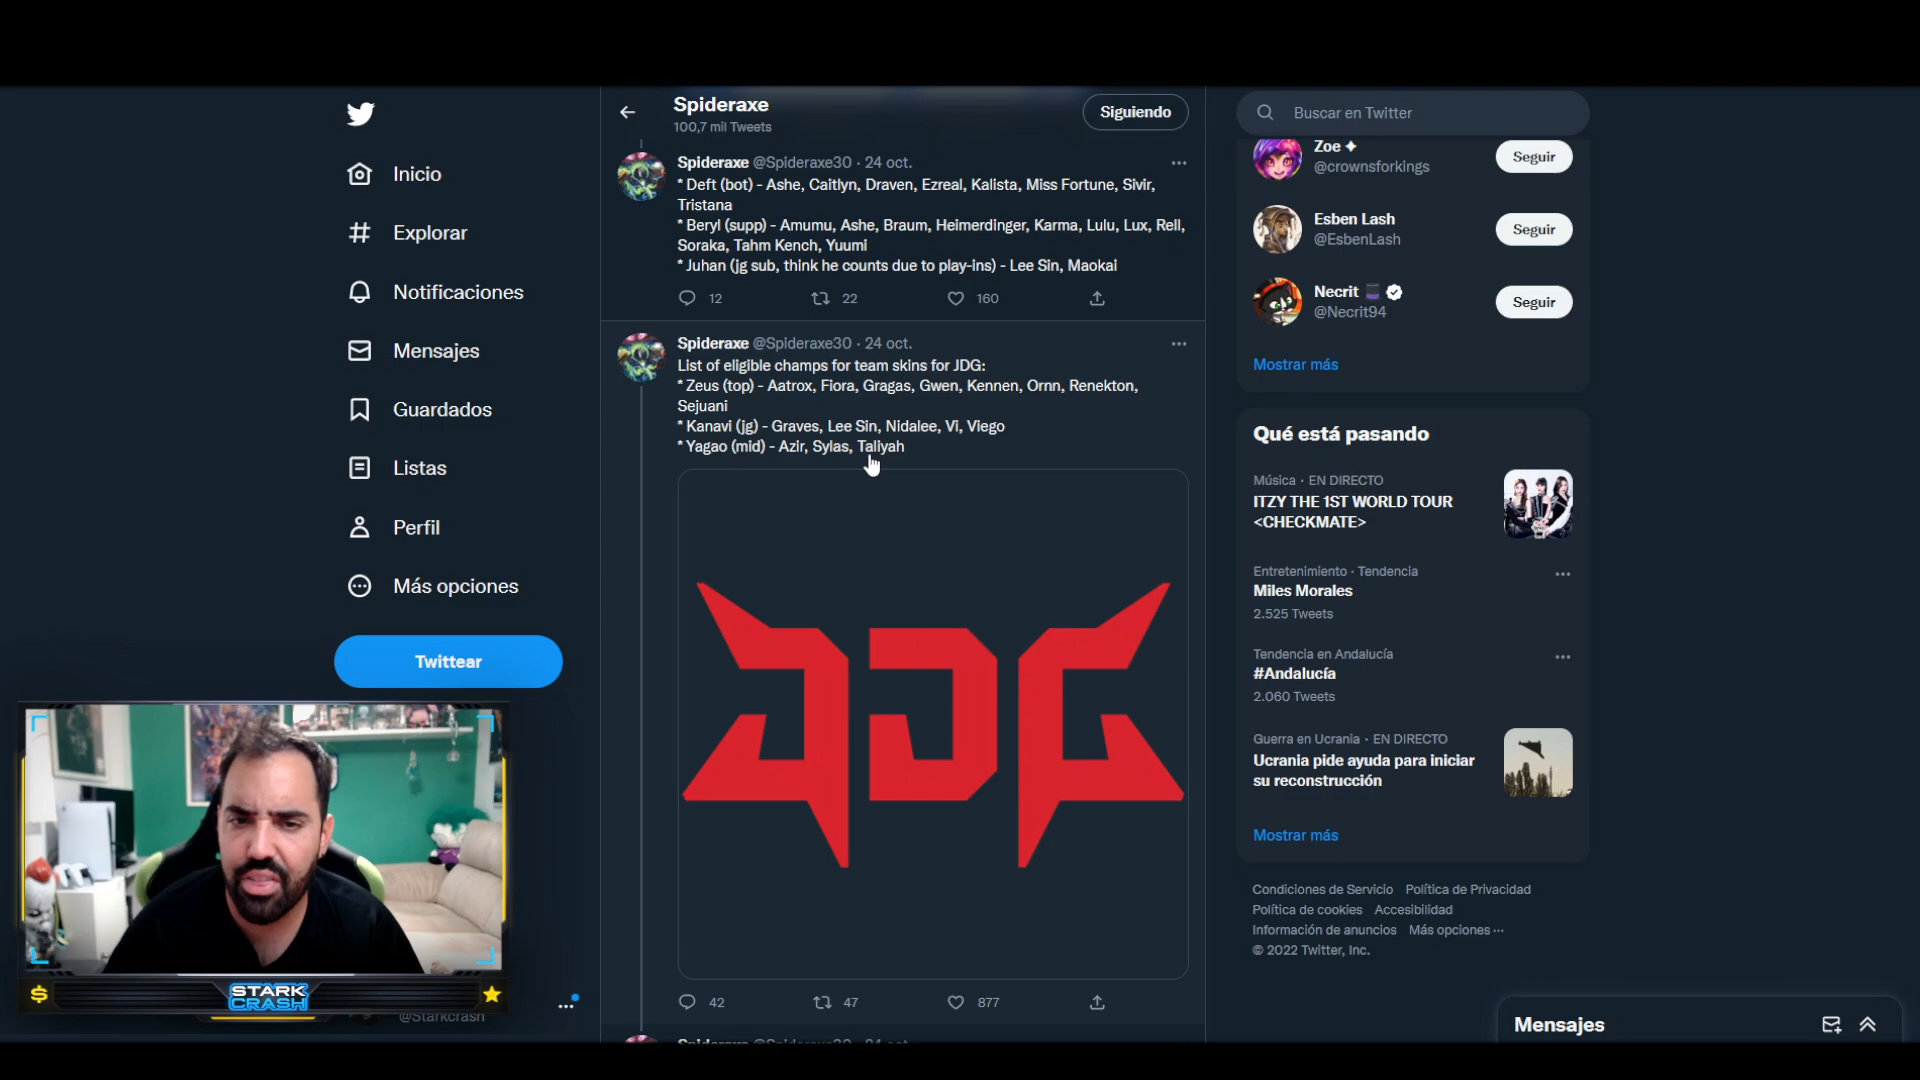 Inicio
Explorar
Notificaciones
Mensajes
Guardados
Listas
Perfil
Más opciones
Twittear
STARK
CRASH
@Starkcrash
Spideraxe
100,7 mil Tweets
Siguiendo
Spideraxe @Spideraxe30 · 24 oct.
* Deft (bot) - Ashe, Caitlyn, Draven, Ezreal, Kalista, Miss Fortune, Sivir,
Tristana
* Beryl (supp) - Amumu, Ashe, Braum, Heimerdinger, Karma, Lulu, Lux, Rell,
Soraka, Tahm Kench, Yuumi
* Juhan (jg sub, think he counts due to play-ins) - Lee Sin, Maokai
12 22 160
Spideraxe @Spideraxe30 · 24 oct.
List of eligible champs for team skins for JDG:
* Zeus (top) - Aatrox, Fiora, Gragas, Gwen, Kennen, Ornn, Renekton,
Sejuani
* Kanavi (jg) - Graves, Lee Sin, Nidalee, Vi, Viego
* Yagao (mid) - Azir, Sylas, Taliyah
JDG
42 47 877
Spideraxe @Spideraxe30 · 24 oct.
Buscar en Twitter
Zoe
@crownsforkings
Seguir
Esben Lash
@EsbenLash
Seguir
Necrit
@Necrit94
Seguir
Mostrar más
Qué está pasando
Música · EN DIRECTO
ITZY THE 1ST WORLD TOUR
<CHECKMATE>
Entretenimiento · Tendencia
Miles Morales
2.525 Tweets
Tendencia en Andalucía
#Andalucía
2.060 Tweets
Guerra en Ucrania · EN DIRECTO
Ucrania pide ayuda para iniciar
su reconstrucción
Mostrar más
Condiciones de Servicio Política de Privacidad
Política de cookies Accesibilidad
Información de anuncios Más opciones ···
© 2022 Twitter, Inc.
Mensajes